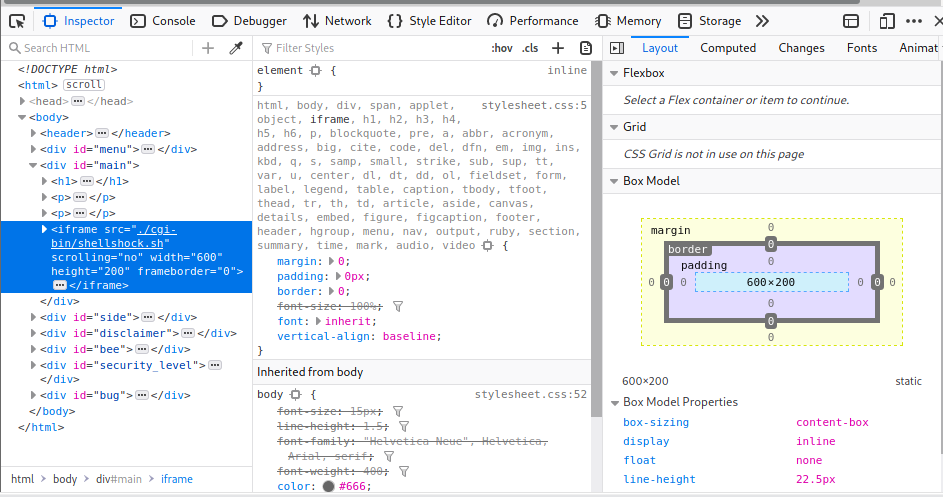 Inspector Console Debugger Network Style Editor Performance Memory Storage
Search HTML
<!DOCTYPE html>
<html> scroll
<head> ··· </head>
<body>
<header> ··· </header>
<div id="menu"> ··· </div>
<div id="main">
<h1> ··· </h1>
<p> ··· </p>
<p> ··· </p>
<iframe src="./cgi-
bin/shellshock.sh"
scrolling="no" width="600"
height="200" frameborder="0">
··· </iframe>
</div>
<div id="side"> ··· </div>
<div id="disclaimer"> ··· </div>
<div id="bee"> ··· </div>
<div id="security_level"> ···
</div>
<div id="bug"> ··· </div>
</body>
</html>
html body div#main iframe
Filter Styles :hov .cls
element { inline
}
html, body, div, span, applet, stylesheet.css:5
object, iframe, h1, h2, h3, h4,
h5, h6, p, blockquote, pre, a, abbr, acronym,
address, big, cite, code, del, dfn, em, img, ins,
kbd, q, s, samp, small, strike, sub, sup, tt,
var, u, center, dl, dt, dd, ol, fieldset, form,
label, legend, table, caption, tbody, tfoot,
thead, tr, th, td, article, aside, canvas,
details, embed, figure, figcaption, footer,
header, hgroup, menu, nav, output, ruby, section,
summary, time, mark, audio, video {
margin: 0;
padding: 0px;
border: 0;
font-size: 100%;
font: inherit;
vertical-align: baseline;
}
Inherited from body
body { stylesheet.css:52
font-size: 15px;
line-height: 1.5;
font-family: "Helvetica Neue", Helvetica,
Arial, serif;
font-weight: 400;
color: #666;
Layout Computed Changes Fonts Animat
Flexbox
Select a Flex container or item to continue.
Grid
CSS Grid is not in use on this page
Box Model
margin 0
border 0
padding 0
0 0 0 600×200 0 0 0
0
0
0
600×200 static
Box Model Properties
box-sizing content-box
display inline
float none
line-height 22.5px